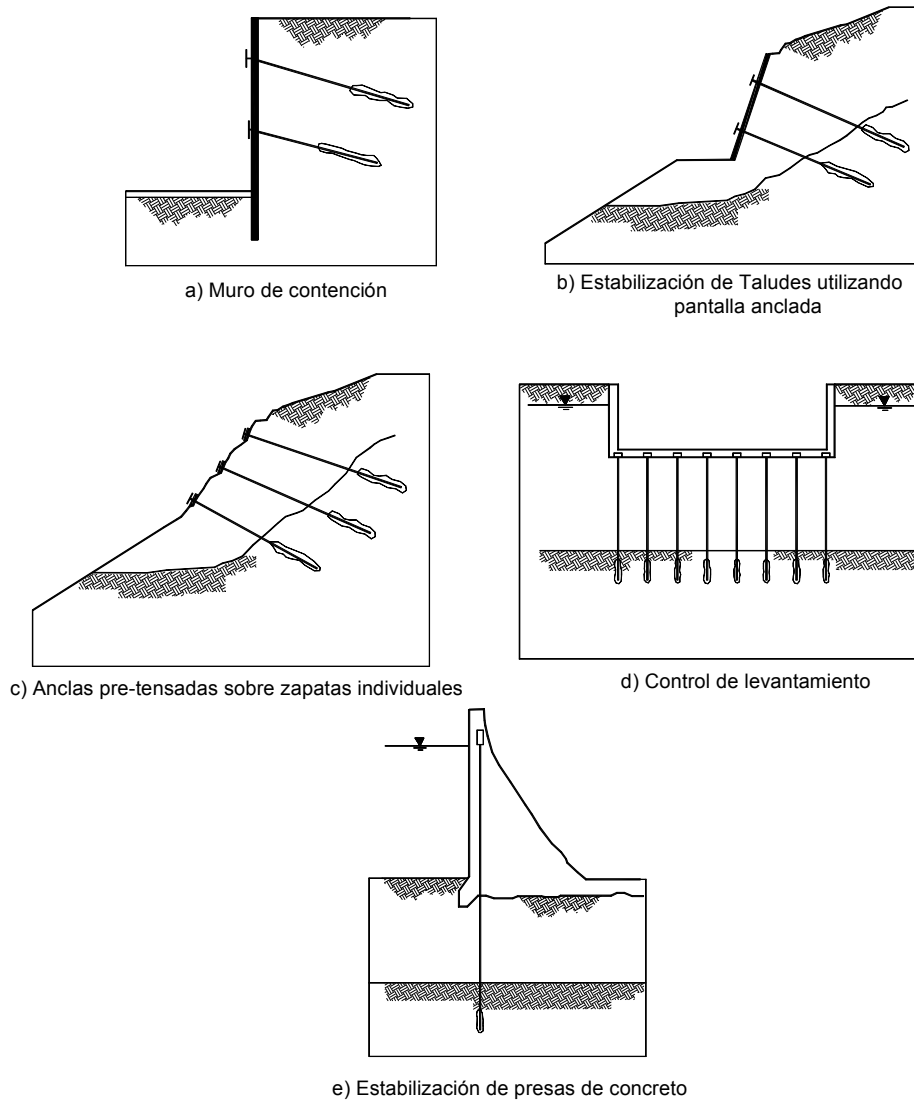 a) Muro de contención
b) Estabilización de Taludes utilizando
pantalla anclada
c) Anclas pre-tensadas sobre zapatas individuales
d) Control de levantamiento
e) Estabilización de presas de concreto